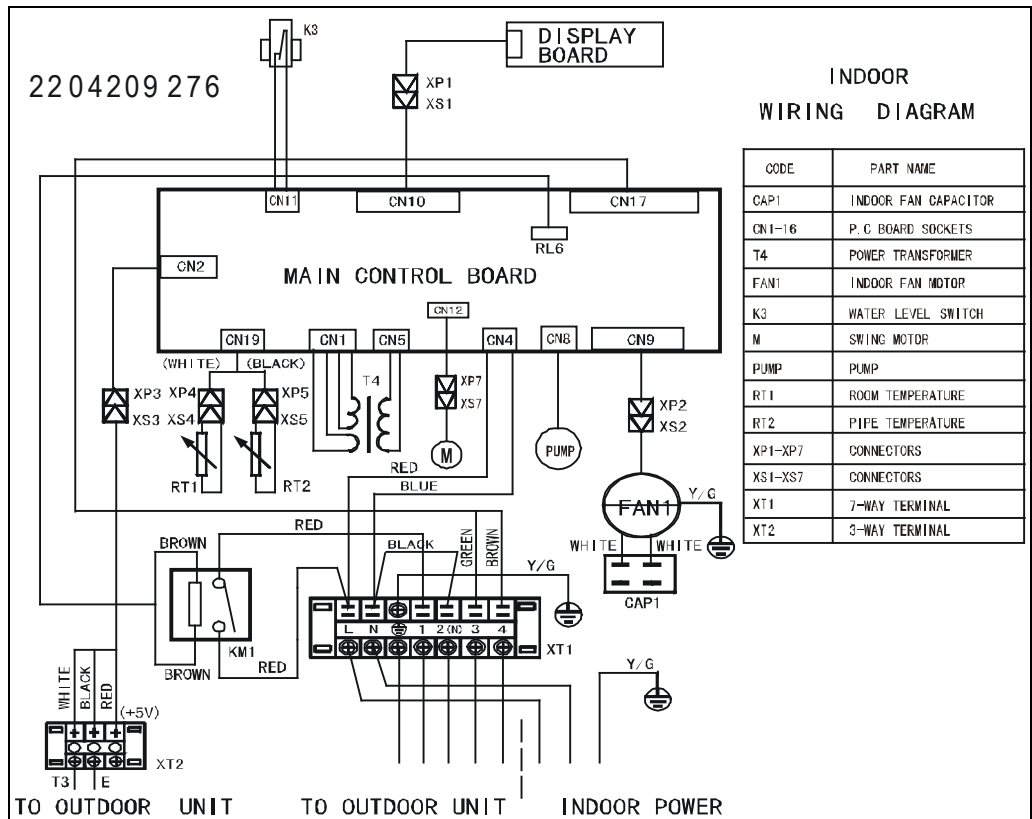 K3
DISPLAY
BOARD
2204209 276
XP1
XS1
INDOOR
WIRING DIAGRAM
CODE PART NAME
CAP1 INDOOR FAN CAPACITOR
CN1-16 P.C BOARD SOCKETS
T4 POWER TRANSFORMER
FAN1 INDOOR FAN MOTOR
K3 WATER LEVEL SWITCH
M SWING MOTOR
PUMP PUMP
RT1 ROOM TEMPERATURE
RT2 PIPE TEMPERATURE
XP1-XP7 CONNECTORS
XS1-XS7 CONNECTORS
XT1 7-WAY TERMINAL
XT2 3-WAY TERMINAL
CN11 CN10 CN17
RL6
CN2
MAIN CONTROL BOARD
CN12
CN19 CN1 CN5 CN4 CN8 CN9
(WHITE) (BLACK)
T4
XP3 XP4 XP5 XP7 XP2
XS3 XS4 XS5 XS7 XS2
M PUMP
RT1 RT2
RED
BLUE
FAN1 Y/G
RED
BROWN
BLACK
GREEN
BROWN
WHITE WHITE
Y/G
CAP1
L N 1 2(N) 3 4
XT1
KM1
BROWN
RED
Y/G
WHITE
BLACK
RED
(+5V)
XT2
T3 E
TO OUTDOOR UNIT TO OUTDOOR UNIT INDOOR POWER